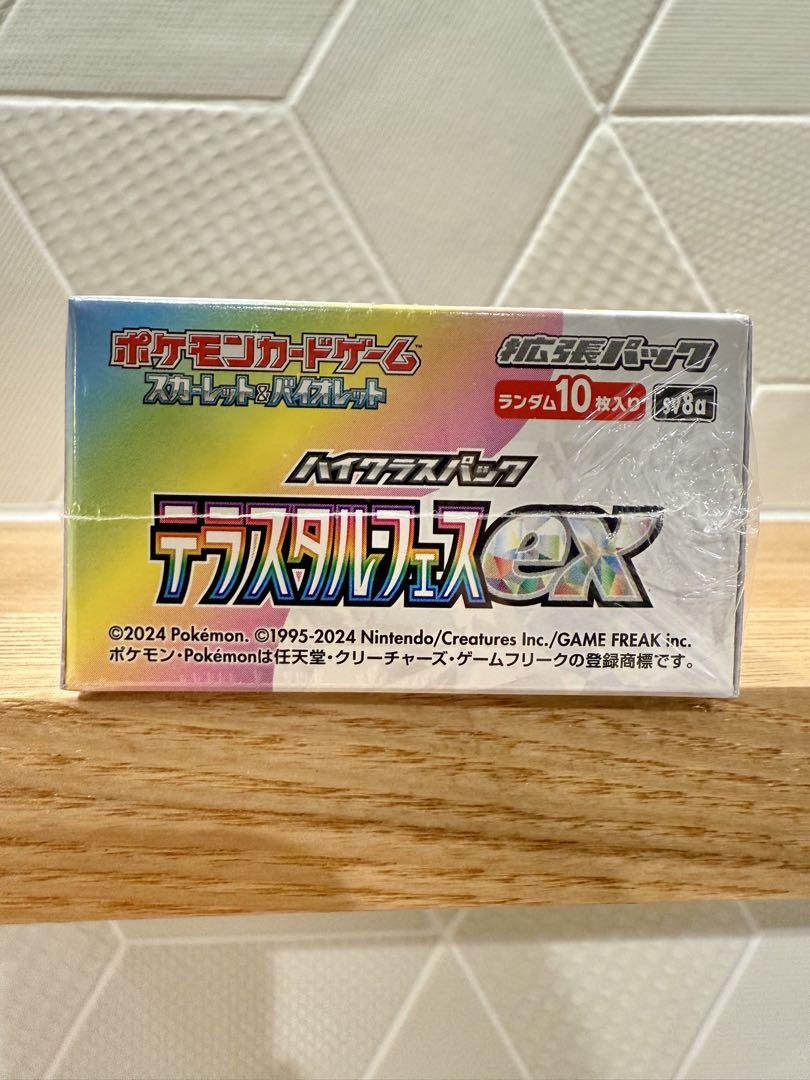 ポケモンカードゲーム™
スカーレット&バイオレット
拡張パック
ランダム10枚入り sv8a
ハイクラスパック
テラスタルフェスex
©2024 Pokémon. ©1995-2024 Nintendo/Creatures Inc./GAME FREAK inc.
ポケモン・Pokémonは任天堂・クリーチャーズ・ゲームフリークの登録商標です。